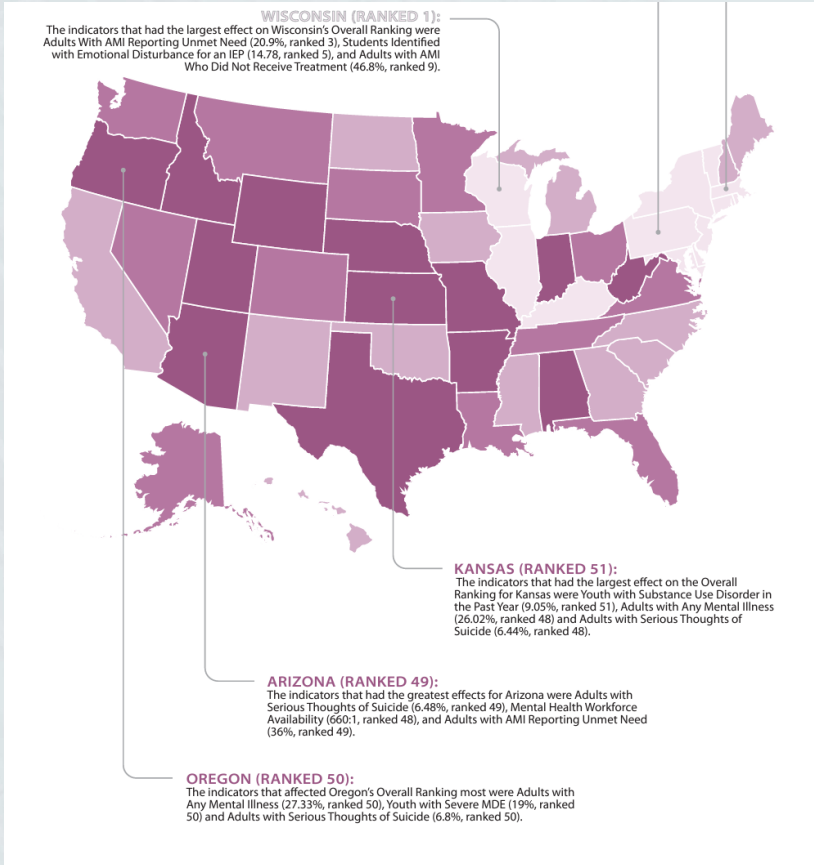 WISCONSIN (RANKED 1):
The indicators that had the largest effect on Wisconsin's Overall Ranking were
Adults With AMI Reporting Unmet Need (20.9%, ranked 3), Students Identified
with Emotional Disturbance for an IEP (14.78, ranked 5), and Adults with AMI
Who Did Not Receive Treatment (46.8%, ranked 9).
KANSAS (RANKED 51):
The indicators that had the largest effect on the Overall
Ranking for Kansas were Youth with Substance Use Disorder in
the Past Year (9.05%, ranked 51), Adults with Any Mental Illness
(26.02%, ranked 48) and Adults with Serious Thoughts of
Suicide (6.44%, ranked 48).
ARIZONA (RANKED 49):
The indicators that had the greatest effects for Arizona were Adults with
Serious Thoughts of Suicide (6.48%, ranked 49), Mental Health Workforce
Availability (660:1, ranked 48), and Adults with AMI Reporting Unmet Need
(36%, ranked 49).
OREGON (RANKED 50):
The indicators that affected Oregon's Overall Ranking most were Adults with
Any Mental Illness (27.33%, ranked 50), Youth with Severe MDE (19%, ranked
50) and Adults with Serious Thoughts of Suicide (6.8%, ranked 50).